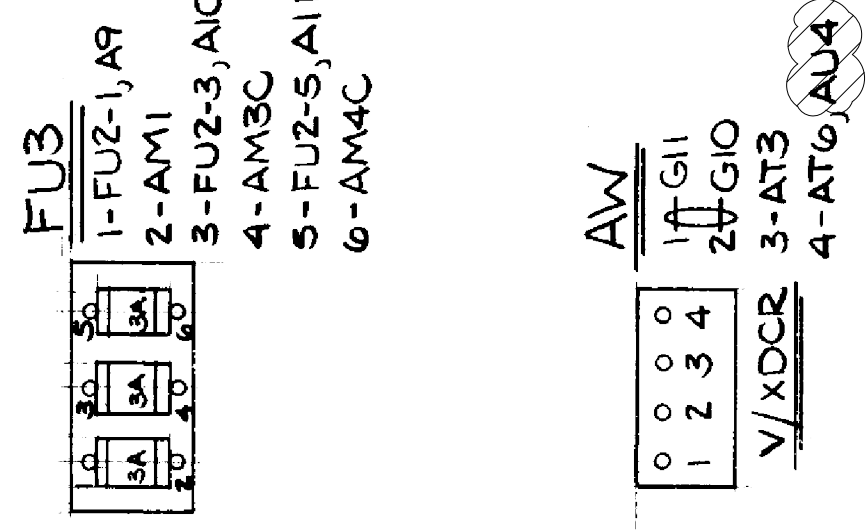 FU3
1-FU2-1, A9
2-AM1
3-FU2-3, A10
4-AM3C
5-FU2-5, A11
6-AM4C
5 3A 6
3 3A 4
1 3A 2
AW
1 G11
2 G10
3-AT3
4-AT6, AU4
1 2 3 4
V/XDCR